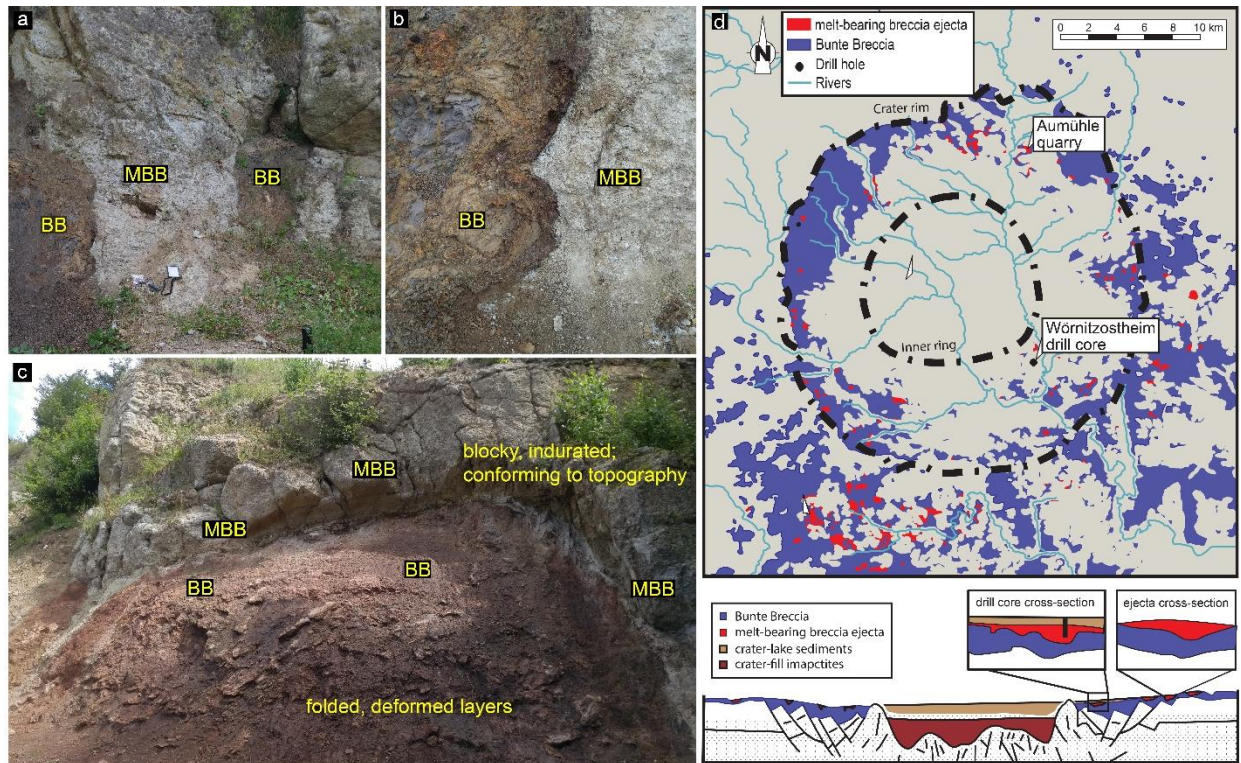 a
MBB
BB
BB
b
MBB
BB
c
blocky, indurated;
conforming to topography
MBB
MBB
BB
BB
MBB
folded, deformed layers
d
melt-bearing breccia ejecta
Bunte Breccia
Drill hole
Rivers
N
0 2 4 6 8 10 km
Crater rim
Aumühle
quarry
Inner ring
Wörnitzostheim
drill core
Bunte Breccia
melt-bearing breccia ejecta
crater-lake sediments
crater-fill imapctites
drill core cross-section
ejecta cross-section